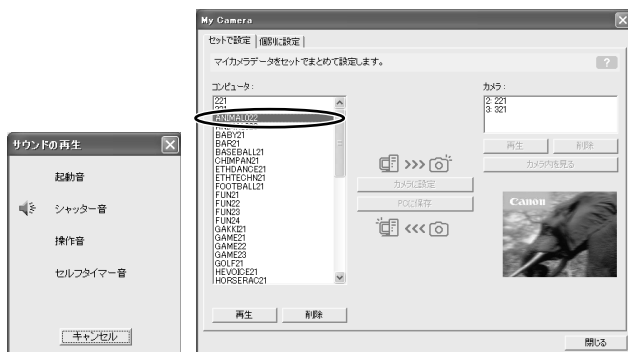 サウンドの再生
起動音
シャッター音
操作音
セルフタイマー音
キャンセル
My Camera
セットで設定
個別に設定
マイカメラデータをセットでまとめて設定します。
?
コンピュータ:
221
ANIMALO22
BABY21
BAR21
BASEBALL21
CHIMPAN21
ETHDANCE21
ETHTECHN21
FOOTBALL21
FUN21
FUN22
FUN23
FUN24
GAKKI21
GAME21
GAME22
GAME23
GOLF21
HEVOICE21
HORSERAC21
再生
削除
>>>
カメラに設定
PCに保存
<<<
カメラ:
2: 221
3: 321
再生
削除
カメラ内を見る
Canon
閉じる